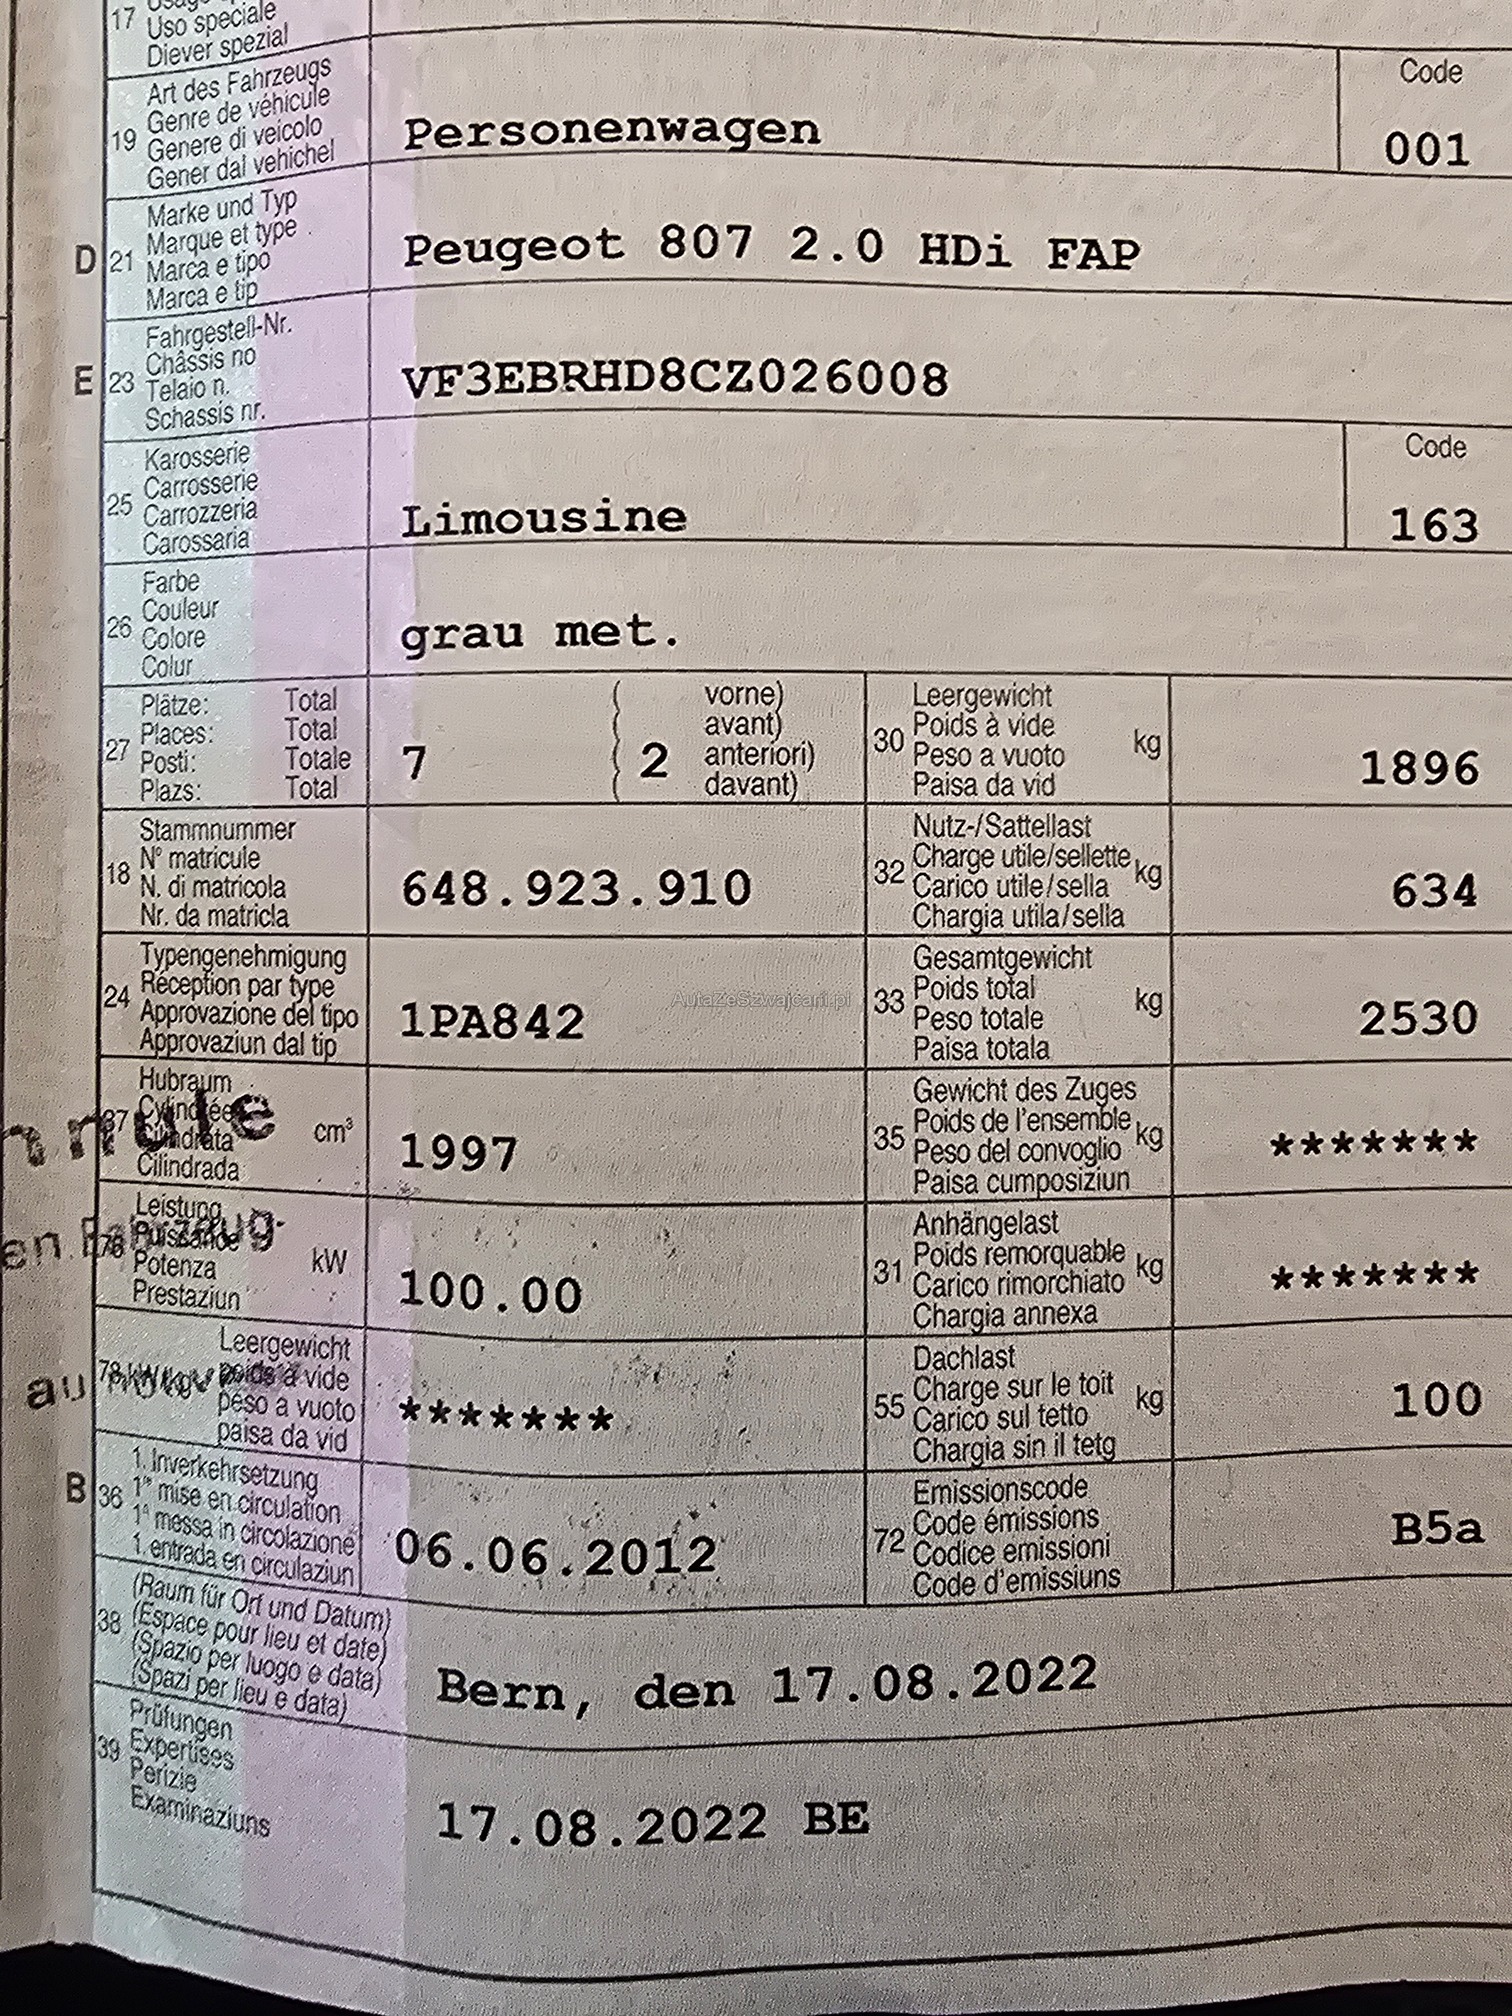 17 Uso speciale
Diever spezial
19 Art des Fahrzeugs
Genre de véhicule
Genere di veicolo
Gener dal vehichel
Personenwagen
Code
001
D 21 Marke und Typ
Marque et type
Marca e tipo
Marca e tip
Peugeot 807 2.0 HDi FAP
E 23 Fahrgestell-Nr.
Châssis no
Telaio n.
Schassis nr.
VF3EBRHD8CZ026008
25 Karosserie
Carrosserie
Carrozzeria
Carossaria
Limousine
Code
163
26 Farbe
Couleur
Colore
Colur
grau met.
27 Plätze: Total
Places: Total
Posti: Totale
Plazs: Total
7 ( 2 vorne)
avant)
anteriori)
davant)
30 Leergewicht
Poids à vide
Peso a vuoto
Paisa da vid
kg
1896
18 Stammnummer
N° matricule
N. di matricola
Nr. da matricla
648.923.910
32 Nutz-/Sattellast
Charge utile/sellette
Carico utile/sella
Chargia utila/sella
kg
634
24 Typengenehmigung
Réception par type
Approvazione del tipo
Approvaziun dal tip
1PA842
AutaZeSzwajcarii.pl
33 Gesamtgewicht
Poids total
Peso totale
Paisa totala
kg
2530
37 Hubraum
Cylindrée
Cilindrata
Cilindrada
cm³
1997
35 Gewicht des Zuges
Poids de l'ensemble
Peso del convoglio
Paisa cumposiziun
kg
*******
76 Leistung
Puissance
Potenza
Prestaziun
kW
100.00
31 Anhängelast
Poids remorquable
Carico rimorchiato
Chargia annexa
kg
*******
78 kW/kg Leergewicht
poids à vide
peso a vuoto
paisa da vid
*******
55 Dachlast
Charge sur le toit
Carico sul tetto
Chargia sin il tetg
kg
100
B 36 1. Inverkehrsetzung
1re mise en circulation
1a messa in circolazione
1. entrada en circulaziun
06.06.2012
72 Emissionscode
Code émissions
Codice emissioni
Code d'emissiuns
B5a
38 (Raum für Ort und Datum)
(Espace pour lieu et date)
(Spazio per luogo e data)
(Spazi per lieu e data)
Bern, den 17.08.2022
39 Prüfungen
Expertises
Perizie
Examinaziuns
17.08.2022 BE